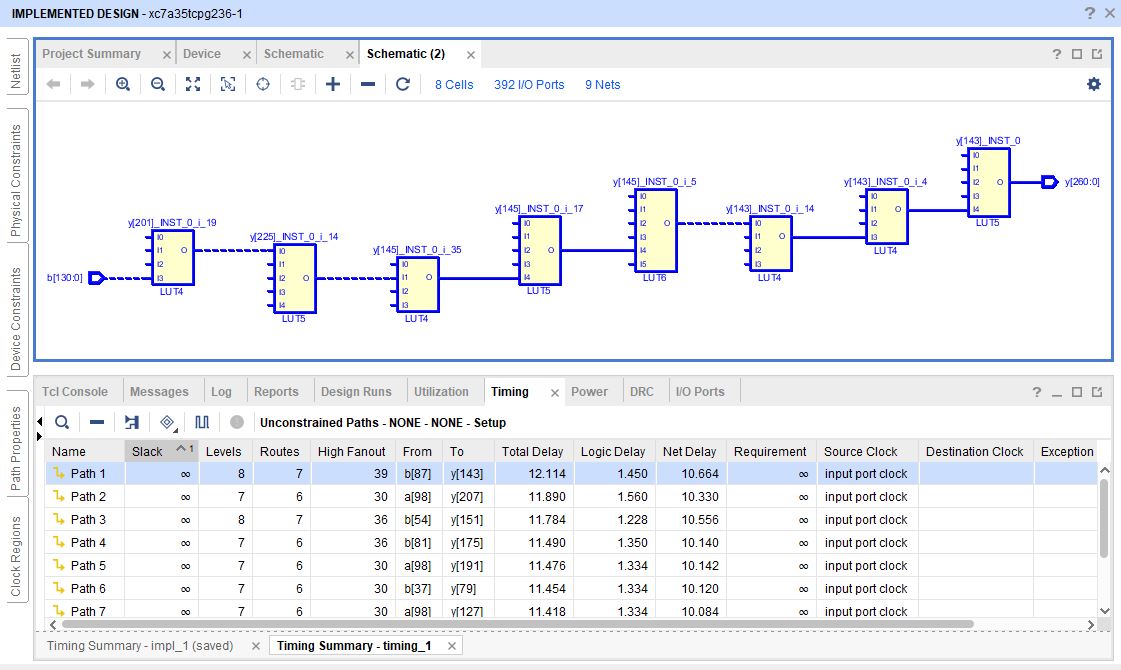 IMPLEMENTED DESIGN - xc7a35tcpg236-1
Netlist
Physical Constraints
Device Constraints
Path Properties
Clock Regions
Project Summary Device Schematic Schematic (2)
8 Cells 392 I/O Ports 9 Nets
y[143]_INST_0
I0
I1
I2 O
I3
I4
LUT5
y[260:0]
y[143]_INST_0_i_4
I0
I1 O
I2
I3
LUT4
y[145]_INST_0_i_5
I0
I1
I2 O
I3
I4
I5
LUT6
y[143]_INST_0_i_14
I0
I1 O
I2
I3
LUT4
y[145]_INST_0_i_17
I0
I1
I2 O
I3
I4
LUT5
y[201]_INST_0_i_19
I0
I1 O
I2
I3
LUT4
b[130:0]
y[225]_INST_0_i_14
I0
I1
I2 O
I3
I4
LUT5
y[145]_INST_0_i_35
I0
I1 O
I2
I3
LUT4
Tcl Console Messages Log Reports Design Runs Utilization Timing Power DRC I/O Ports
Unconstrained Paths - NONE - NONE - Setup
Name Slack 1 Levels Routes High Fanout From To Total Delay Logic Delay Net Delay Requirement Source Clock Destination Clock Exception
Path 1 ∞ 8 7 39 b[87] y[143] 12.114 1.450 10.664 ∞ input port clock
Path 2 ∞ 7 6 30 a[98] y[207] 11.890 1.560 10.330 ∞ input port clock
Path 3 ∞ 8 7 36 b[54] y[151] 11.784 1.228 10.556 ∞ input port clock
Path 4 ∞ 7 6 36 b[81] y[175] 11.490 1.350 10.140 ∞ input port clock
Path 5 ∞ 7 6 30 a[98] y[191] 11.476 1.334 10.142 ∞ input port clock
Path 6 ∞ 7 6 30 b[37] y[79] 11.454 1.334 10.120 ∞ input port clock
Path 7 ∞ 7 6 30 a[98] y[127] 11.418 1.334 10.084 ∞ input port clock
Timing Summary - impl_1 (saved) Timing Summary - timing_1